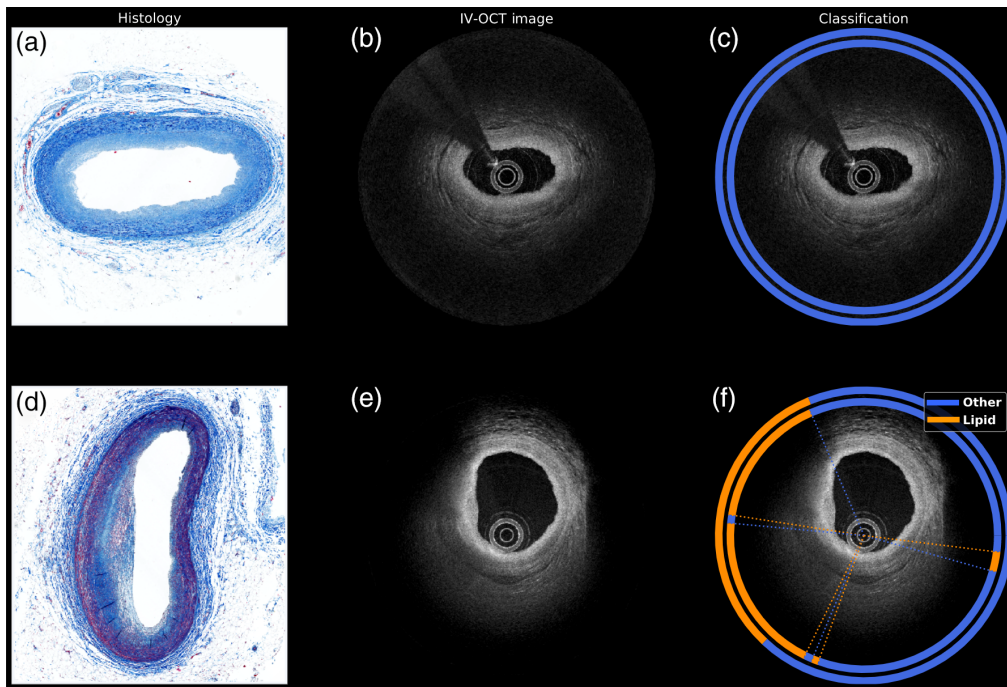 Histology
IV-OCT image
Classification
(a)
(b)
(c)
(d)
(e)
(f)
Other
Lipid